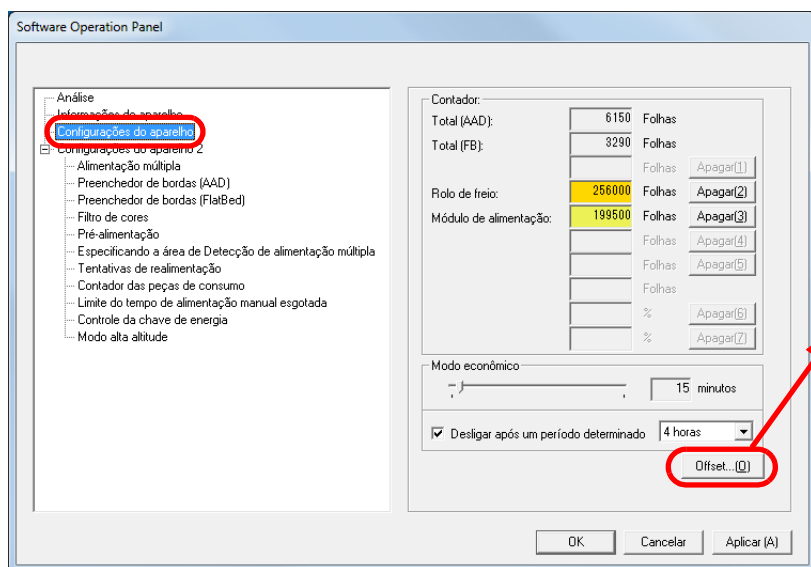 Software Operation Panel
Análise
Informações do aparelho
Configurações do aparelho
Configurações do aparelho 2
Alimentação múltipla
Preenchedor de bordas (AAD)
Preenchedor de bordas (FlatBed)
Filtro de cores
Pré-alimentação
Especificando a área de Detecção de alimentação múltipla
Tentativas de realimentação
Contador das peças de consumo
Limite do tempo de alimentação manual esgotada
Controle da chave de energia
Modo alta altitude
Contador:
Total (AAD): 6150 Folhas
Total (FB): 3290 Folhas
Folhas Apagar(1)
Rolo de freio: 256000 Folhas Apagar(2)
Módulo de alimentação: 199500 Folhas Apagar(3)
Folhas Apagar(4)
Folhas Apagar(5)
Folhas
% Apagar(6)
% Apagar(7)
Modo econômico
15 minutos
Desligar após um período determinado 4 horas
Offset...(O)
OK Cancelar Aplicar (A)